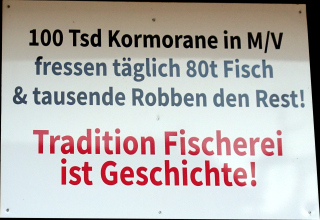 100 Tsd Kormorane in M/V
fressen täglich 80t Fisch
& tausende Robben den Rest!
Tradition Fischerei
ist Geschichte!